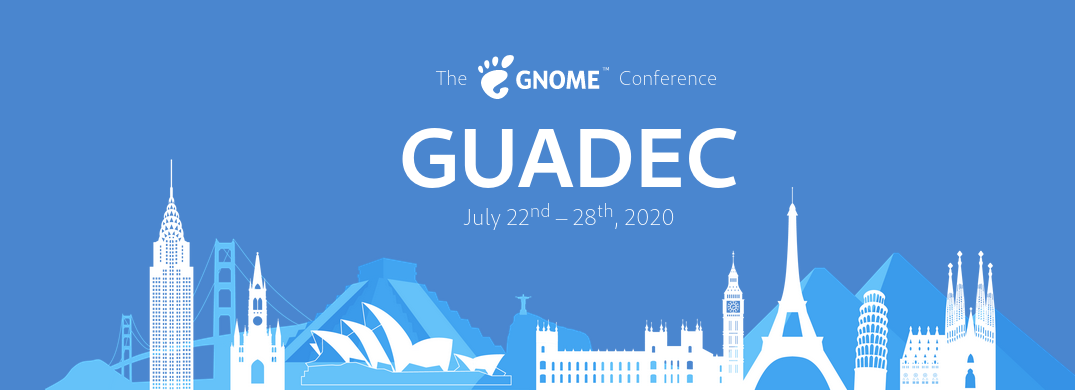 The GNOME™ Conference
GUADEC
July 22nd – 28th, 2020